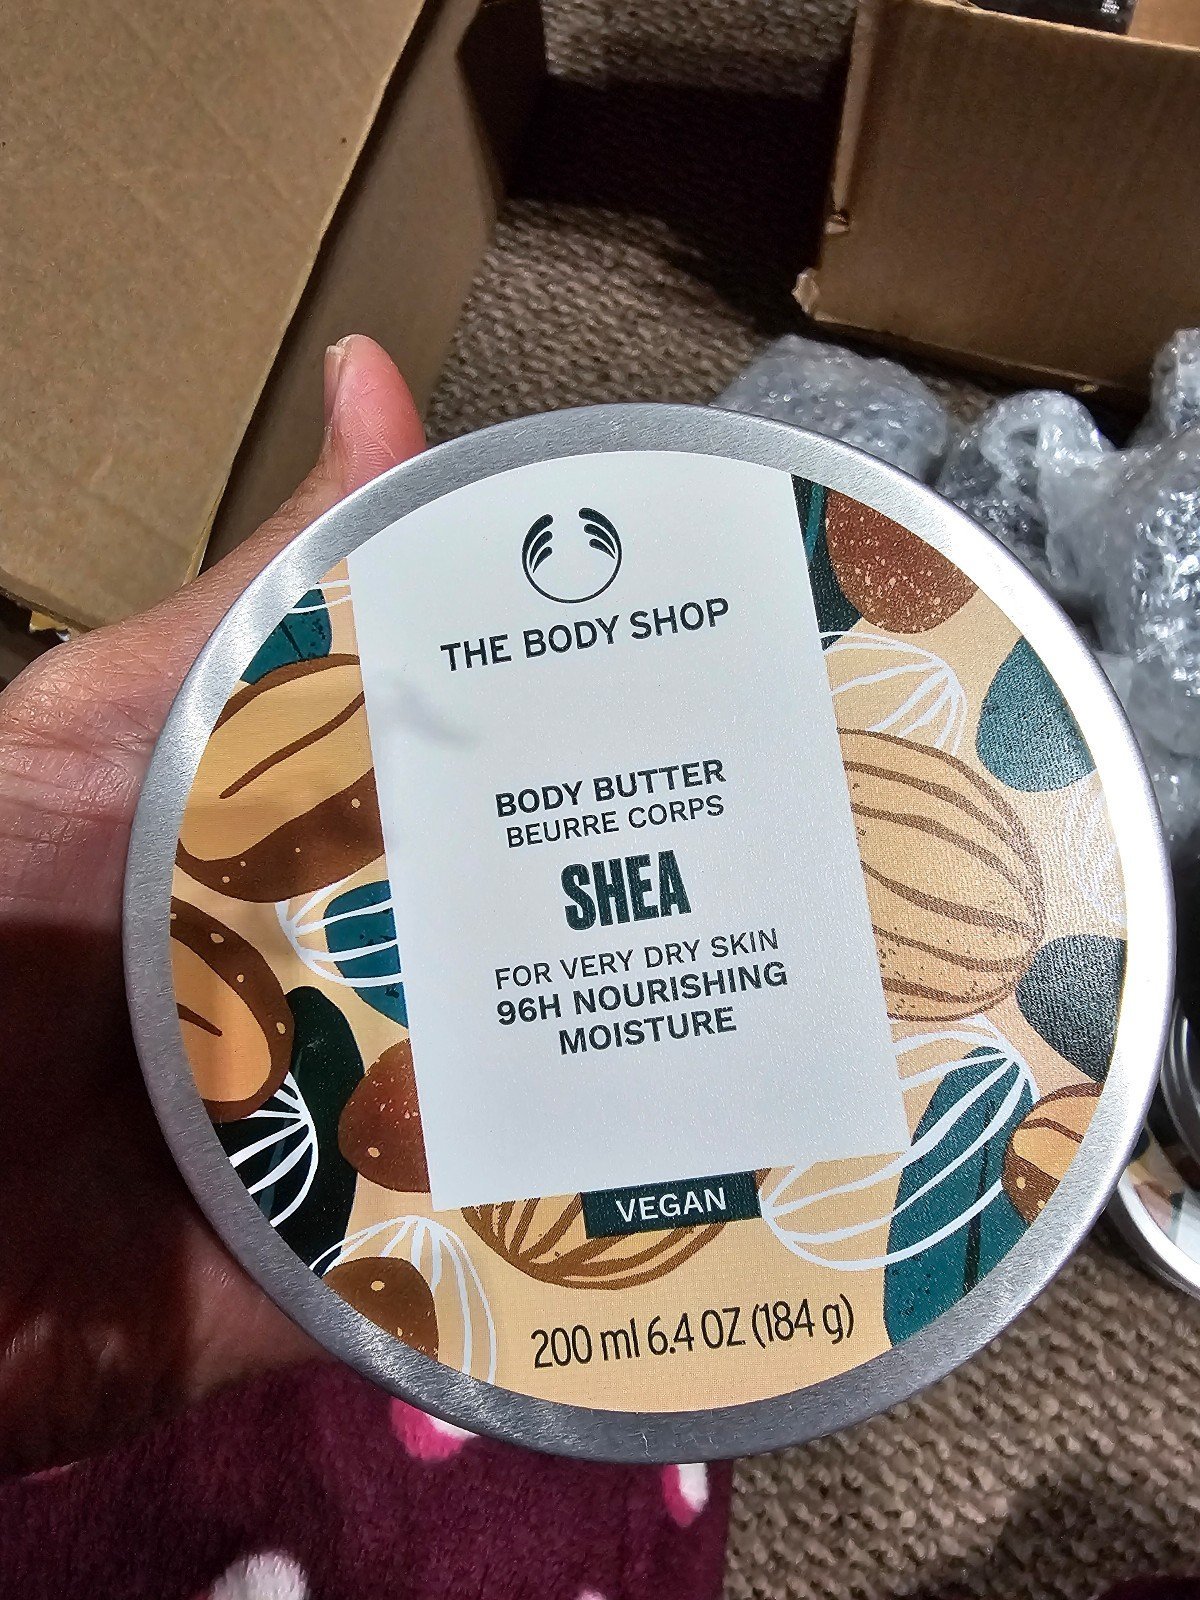 THE BODY SHOP
BODY BUTTER
BEURRE CORPS
SHEA
FOR VERY DRY SKIN
96H NOURISHING
MOISTURE
VEGAN
200 ml 6.4 OZ (184 g)